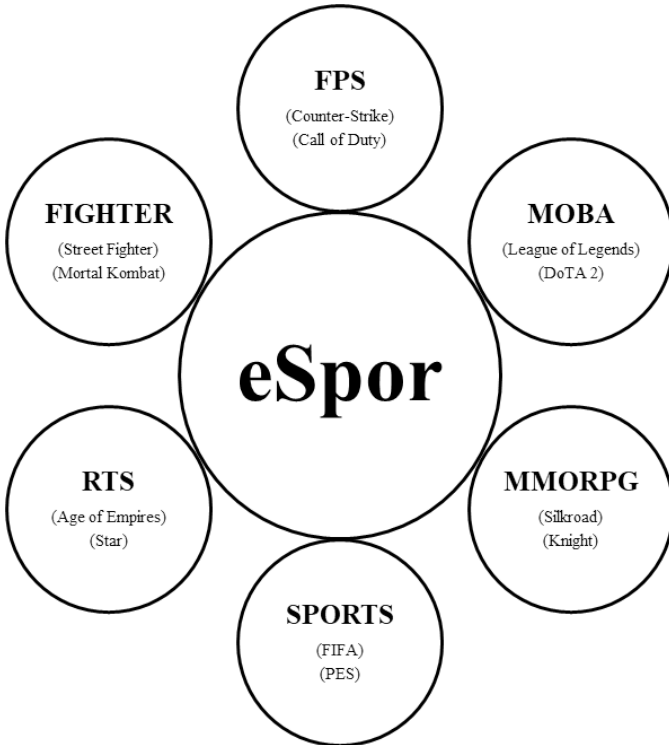 FPS
(Counter-Strike)
(Call of Duty)
FIGHTER
(Street Fighter)
(Mortal Kombat)
MOBA
(League of Legends)
(DoTA 2)
eSpor
RTS
(Age of Empires)
(Star)
MMORPG
(Silkroad)
(Knight)
SPORTS
(FIFA)
(PES)